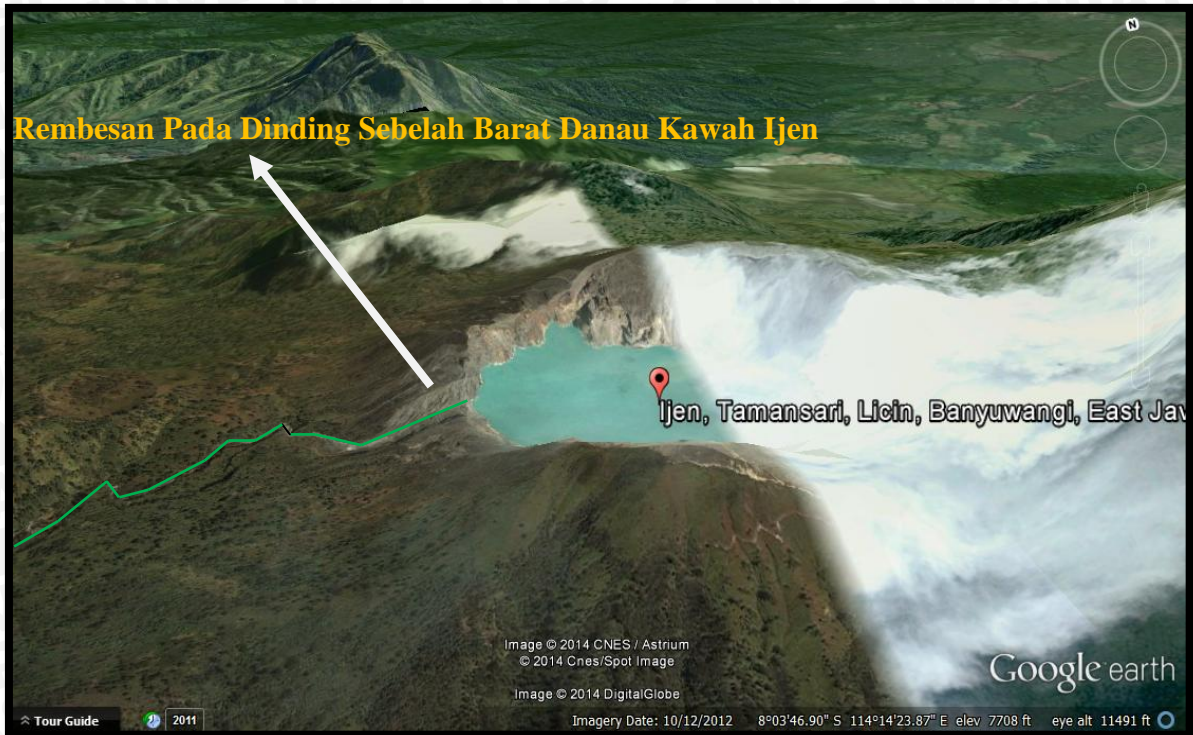 N
Rembesan Pada Dinding Sebelah Barat Danau Kawah Ijen
Ijen, Tamansari, Licin, Banyuwangi, East Jav
Image © 2014 CNES / Astrium
© 2014 Cnes/Spot Image
Image © 2014 DigitalGlobe
Google earth
Tour Guide 2011 Imagery Date: 10/12/2012 8°03'46.90" S 114°14'23.87" E elev 7708 ft eye alt 11491 ft